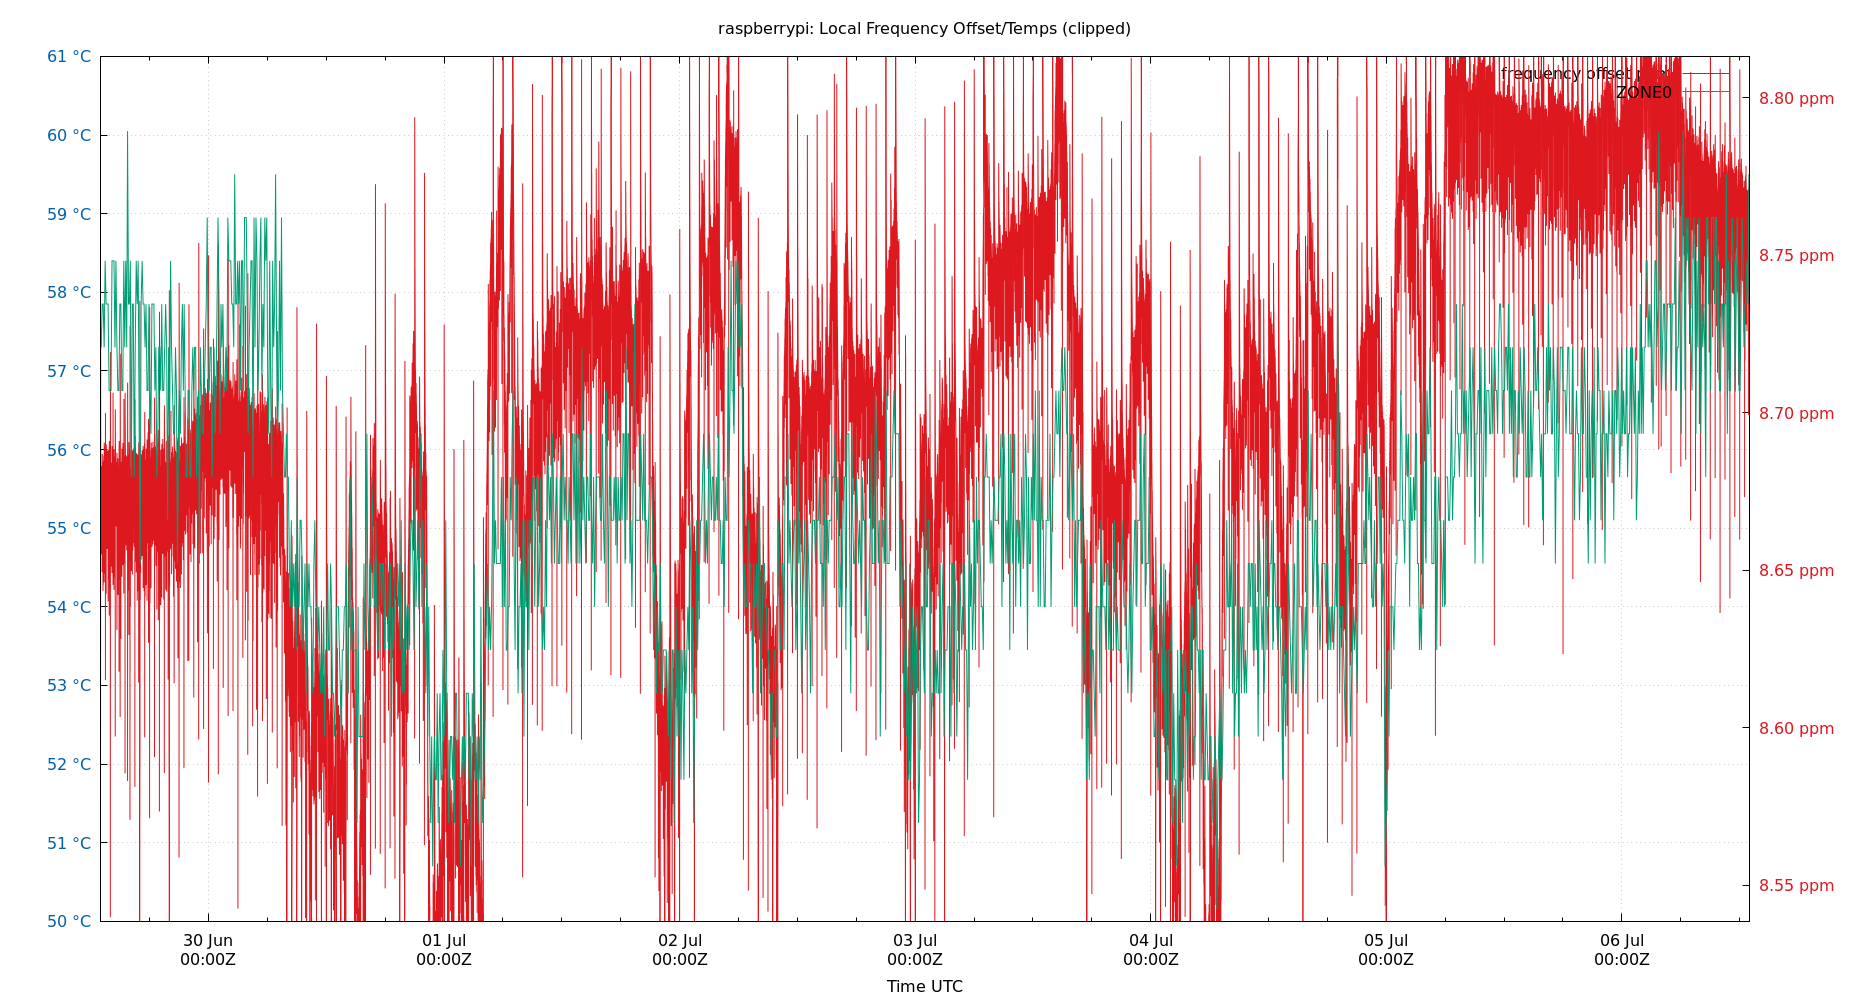 raspberrypi: Local Frequency Offset/Temps (clipped)
61 °C
60 °C
59 °C
58 °C
57 °C
56 °C
55 °C
54 °C
53 °C
52 °C
51 °C
50 °C
frequency offset
ZONE0
8.80 ppm
8.75 ppm
8.70 ppm
8.65 ppm
8.60 ppm
8.55 ppm
30 Jun
00:00Z
01 Jul
00:00Z
02 Jul
00:00Z
03 Jul
00:00Z
04 Jul
00:00Z
05 Jul
00:00Z
06 Jul
00:00Z
Time UTC